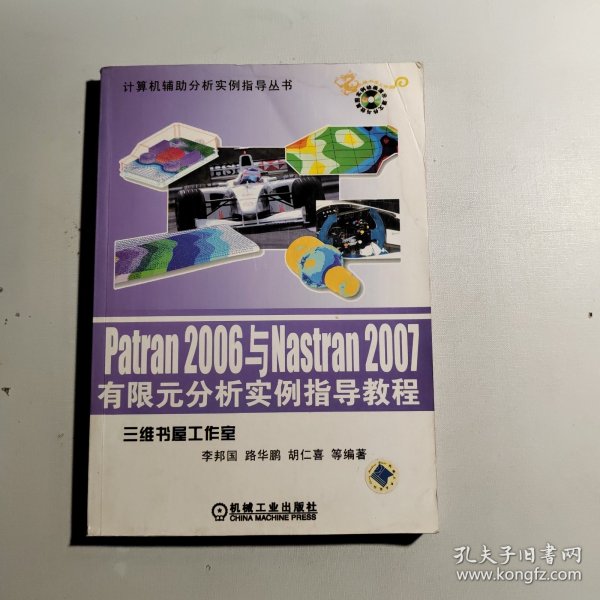 计算机辅助分析实例指导丛书
Patran 2006与Nastran 2007
有限元分析实例指导教程
三维书屋工作室
李邦国 路华鹏 胡仁喜 等编著
机械工业出版社
CHINA MACHINE PRESS
孔夫子旧书网
www.kongfz.com